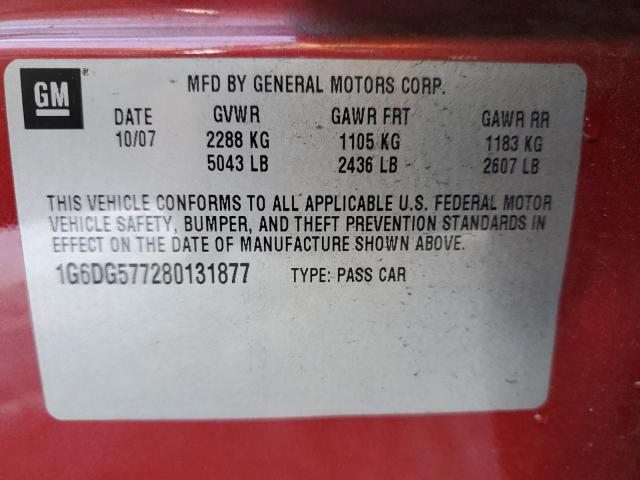 GM®
MFD BY GENERAL MOTORS CORP.
DATE GVWR GAWR FRT GAWR RR
10/07 2288 KG 1105 KG 1183 KG
5043 LB 2436 LB 2607 LB
THIS VEHICLE CONFORMS TO ALL APPLICABLE U.S. FEDERAL MOTOR
VEHICLE SAFETY, BUMPER, AND THEFT PREVENTION STANDARDS IN
EFFECT ON THE DATE OF MANUFACTURE SHOWN ABOVE.
1G6DG577280131877 TYPE: PASS CAR